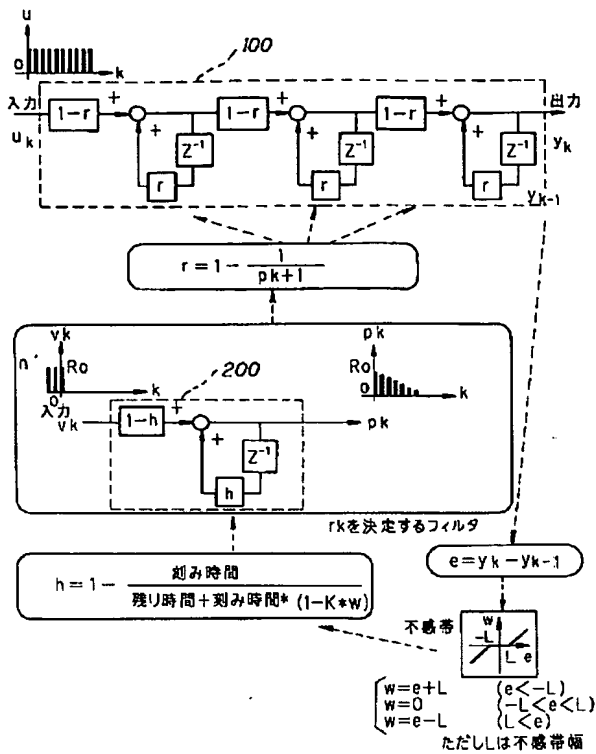 u
0
k
100
入力
uk
1-r
+
+
Z⁻¹
r
1-r
+
+
Z⁻¹
r
1-r
+
+
Z⁻¹
r
出力
yk
yk-1
r = 1 - 1/(pk+1)
vk
n
Ro
0
k
入力
vk
200
1-h
+
+
Z⁻¹
h
pk
pk
Ro
0
k
rkを決定するフィルタ
h = 1 - 刻み時間/(残り時間+刻み時間*(1-K*w))
e = yk - yk-1
不感帯
w
-L
L
e
w=e+L (e<-L)
w=0 (-L<e<L)
w=e-L (L<e)
ただしLは不感帯幅